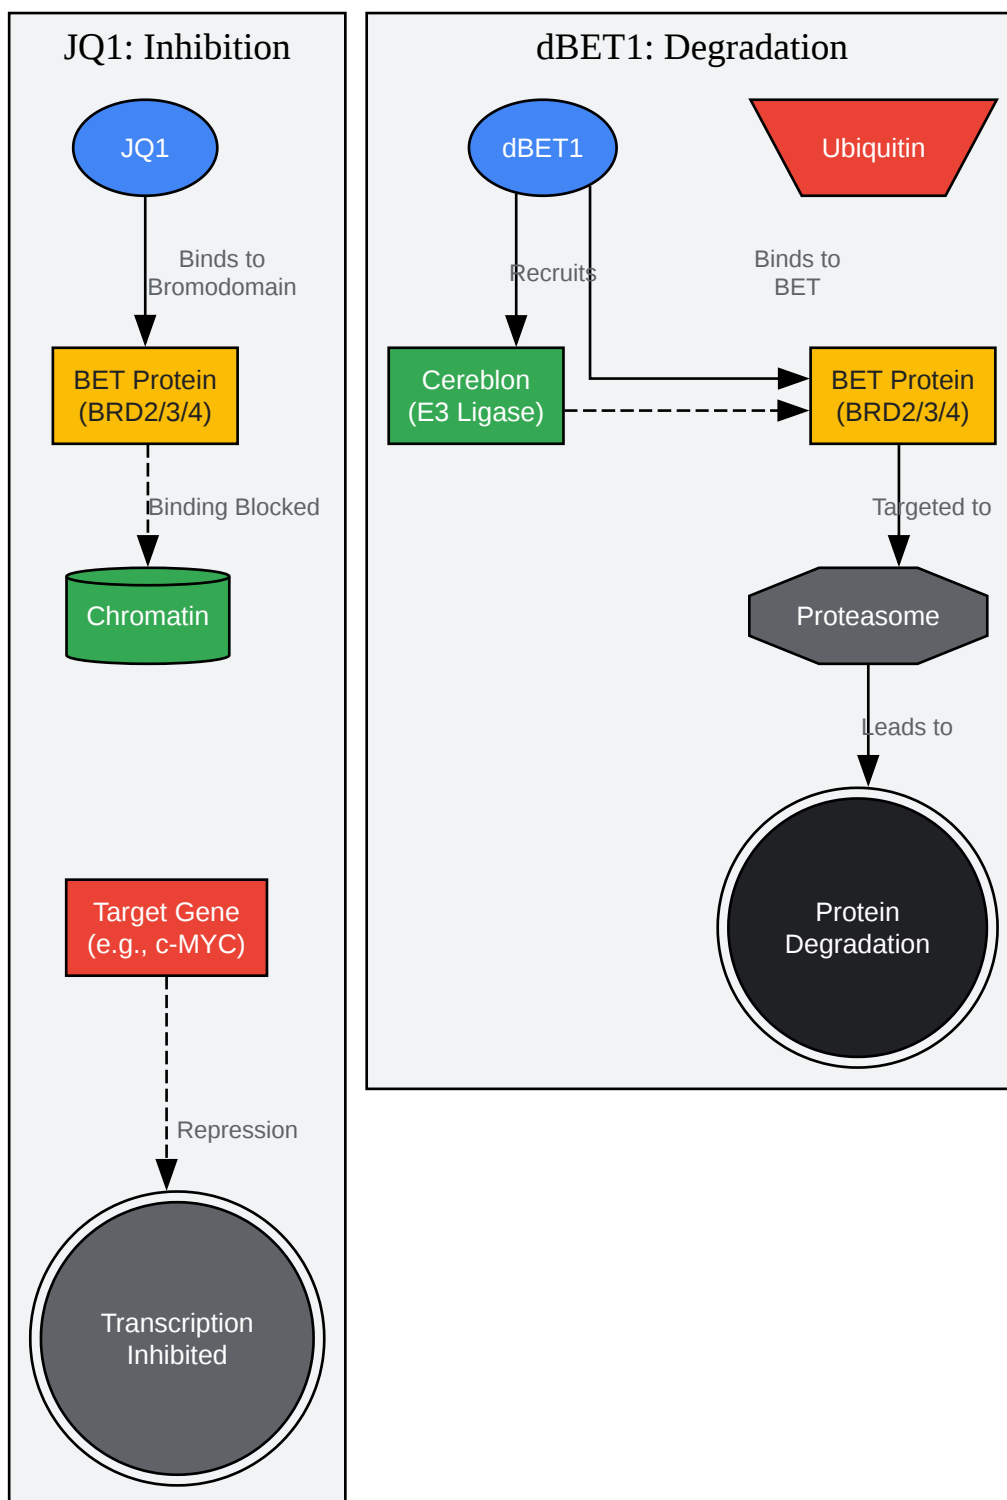 JQ1: Inhibition
JQ1
Binds to
Bromodomain
BET Protein
(BRD2/3/4)
Binding Blocked
Chromatin
Target Gene
(e.g., c-MYC)
Repression
Transcription
Inhibited
dBET1: Degradation
dBET1
Ubiquitin
Recruits
Binds to
BET
Cereblon
(E3 Ligase)
BET Protein
(BRD2/3/4)
Targeted to
Proteasome
Leads to
Protein
Degradation